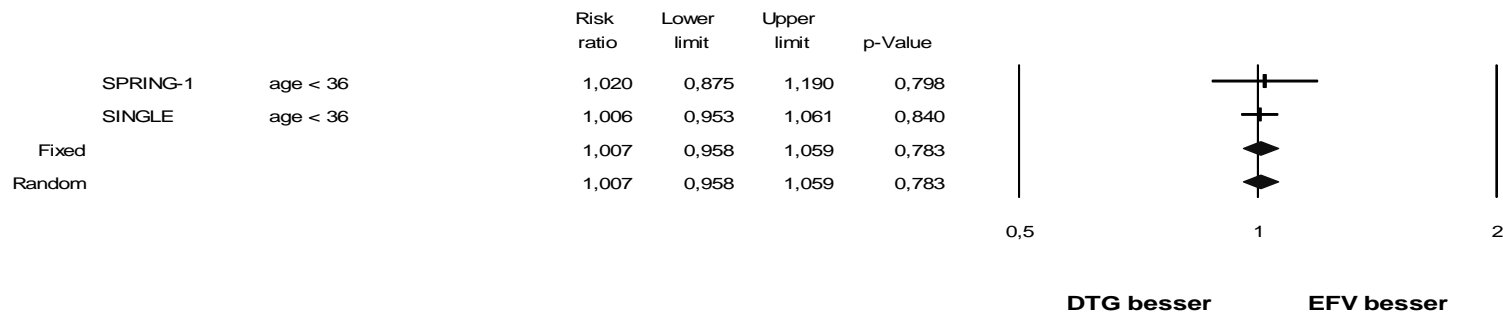 Risk Lower Upper
ratio limit limit p-Value
SPRING-1 age < 36 1,020 0,875 1,190 0,798
SINGLE age < 36 1,006 0,953 1,061 0,840
Fixed 1,007 0,958 1,059 0,783
Random 1,007 0,958 1,059 0,783
0,5 1 2
DTG besser EFV besser